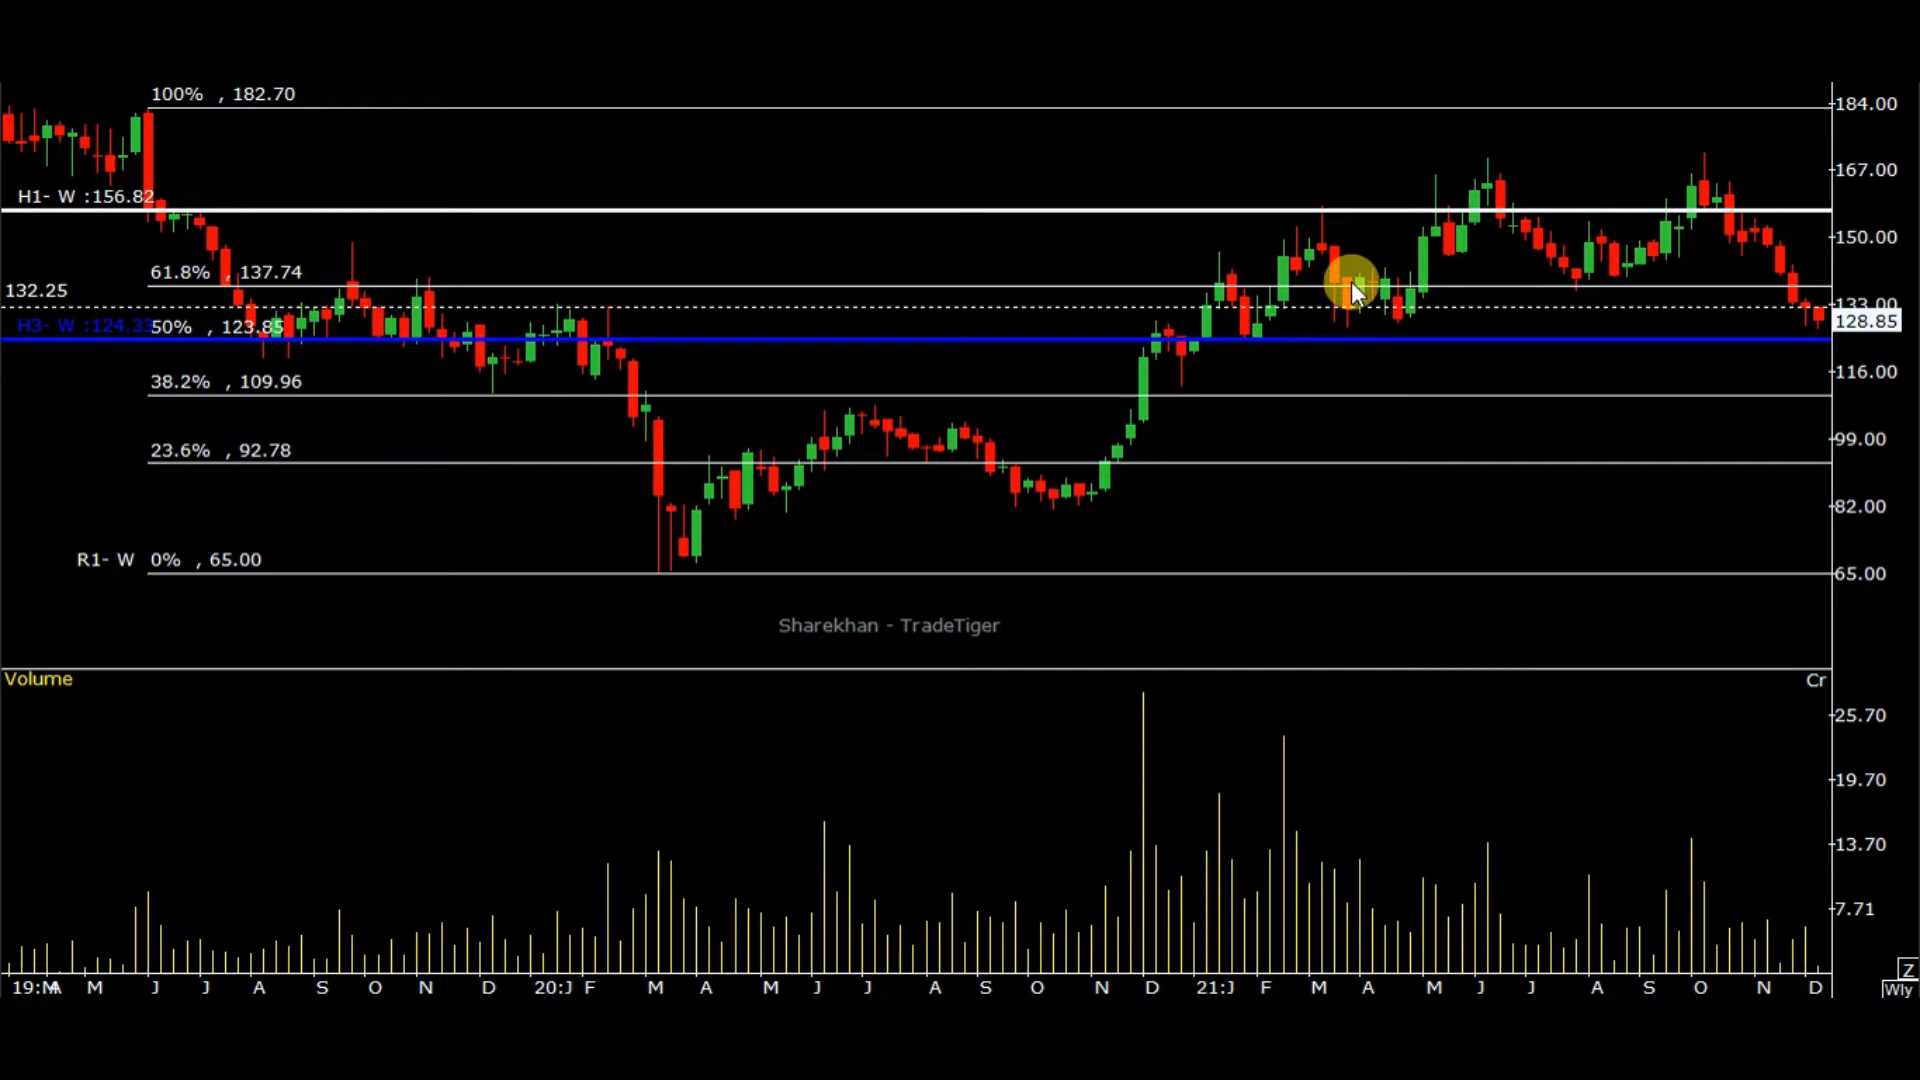 100% , 182.70
184.00
167.00
H1- W :156.82
150.00
61.8% , 137.74
132.25
133.00
H3- W :124.33
50% , 123.85
128.85
38.2% , 109.96
116.00
23.6% , 92.78
99.00
82.00
R1- W 0% , 65.00
65.00
Sharekhan - TradeTiger
Volume
Cr
25.70
19.70
13.70
7.71
Z
19:M A M J J A S O N D 20:J F M A M J J A S O N D 21:J F M A M J J A S O N D
Wly